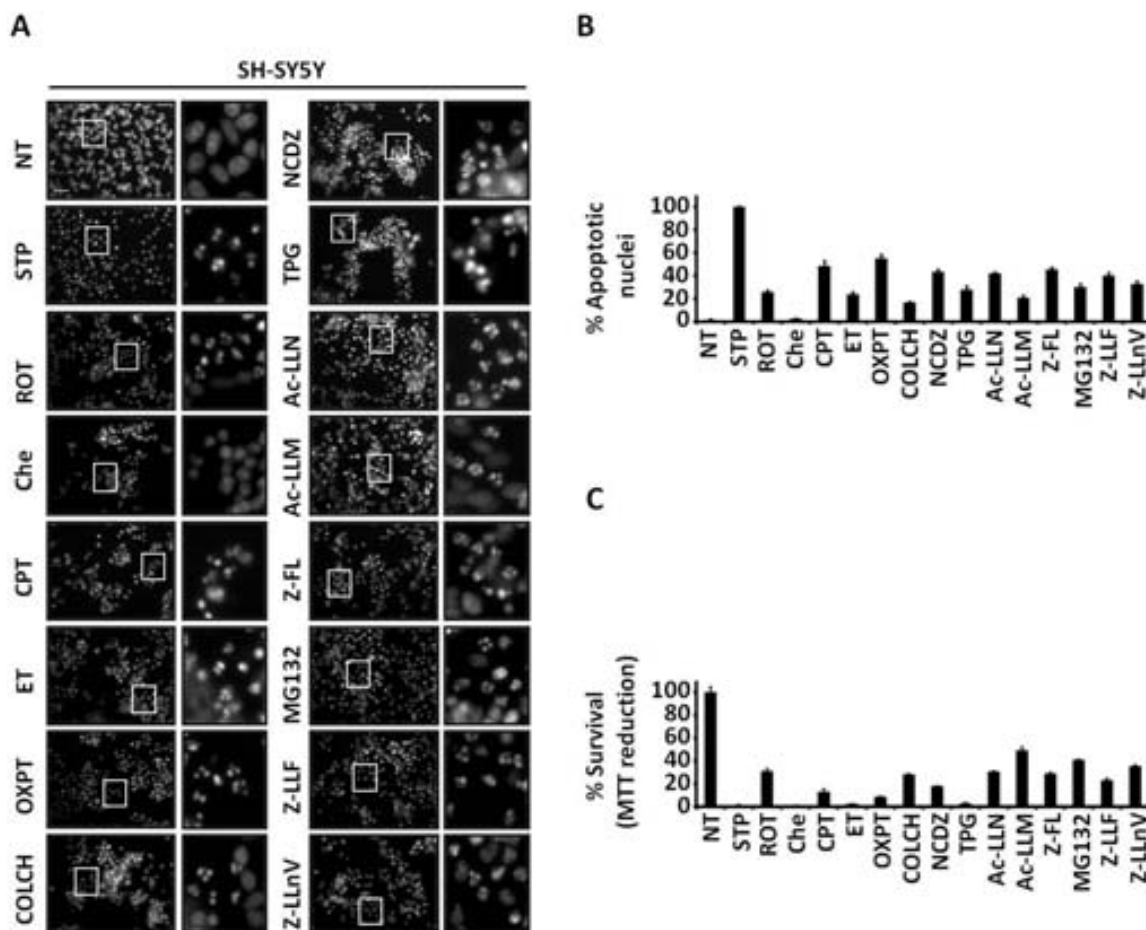 A
SH-SY5Y
NT
STP
ROT
Che
CPT
ET
OXPT
COLCH
NCDZ
TPG
Ac-LLN
Ac-LLM
Z-FL
MG132
Z-LLF
Z-LLnV
B
% Apoptotic
nuclei
100
80
60
40
20
0
NT
STP
ROT
Che
CPT
ET
OXPT
COLCH
NCDZ
TPG
Ac-LLN
Ac-LLM
Z-FL
MG132
Z-LLF
Z-LLnV
C
% Survival
(MTT reduction)
100
80
60
40
20
0
NT
STP
ROT
Che
CPT
ET
OXPT
COLCH
NCDZ
TPG
Ac-LLN
Ac-LLM
Z-FL
MG132
Z-LLF
Z-LLnV